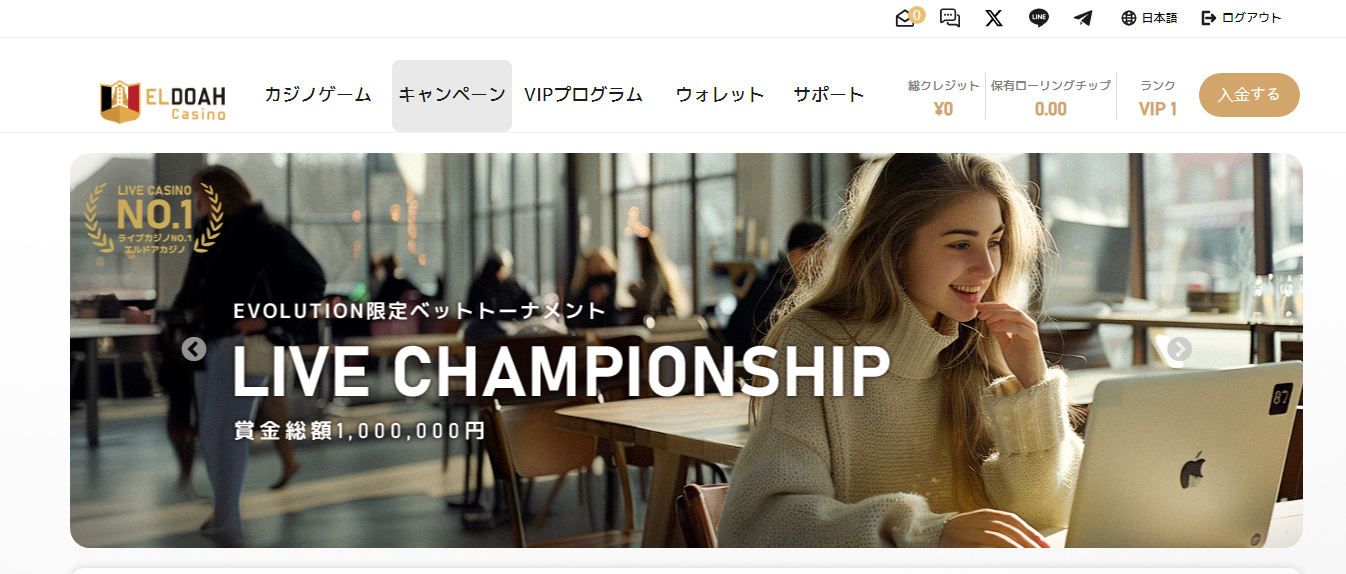 0
LINE
日本語
ログアウト
ELDOAH
Casino
カジノゲーム
キャンペーン
VIPプログラム
ウォレット
サポート
総クレジット
¥0
保有ローリングチップ
0.00
ランク
VIP 1
入金する
LIVE CASINO
NO.1
ライブカジノNO.1
エルドアカジノ
EVOLUTION限定ベットトーナメント
LIVE CHAMPIONSHIP
賞金総額1,000,000円
87